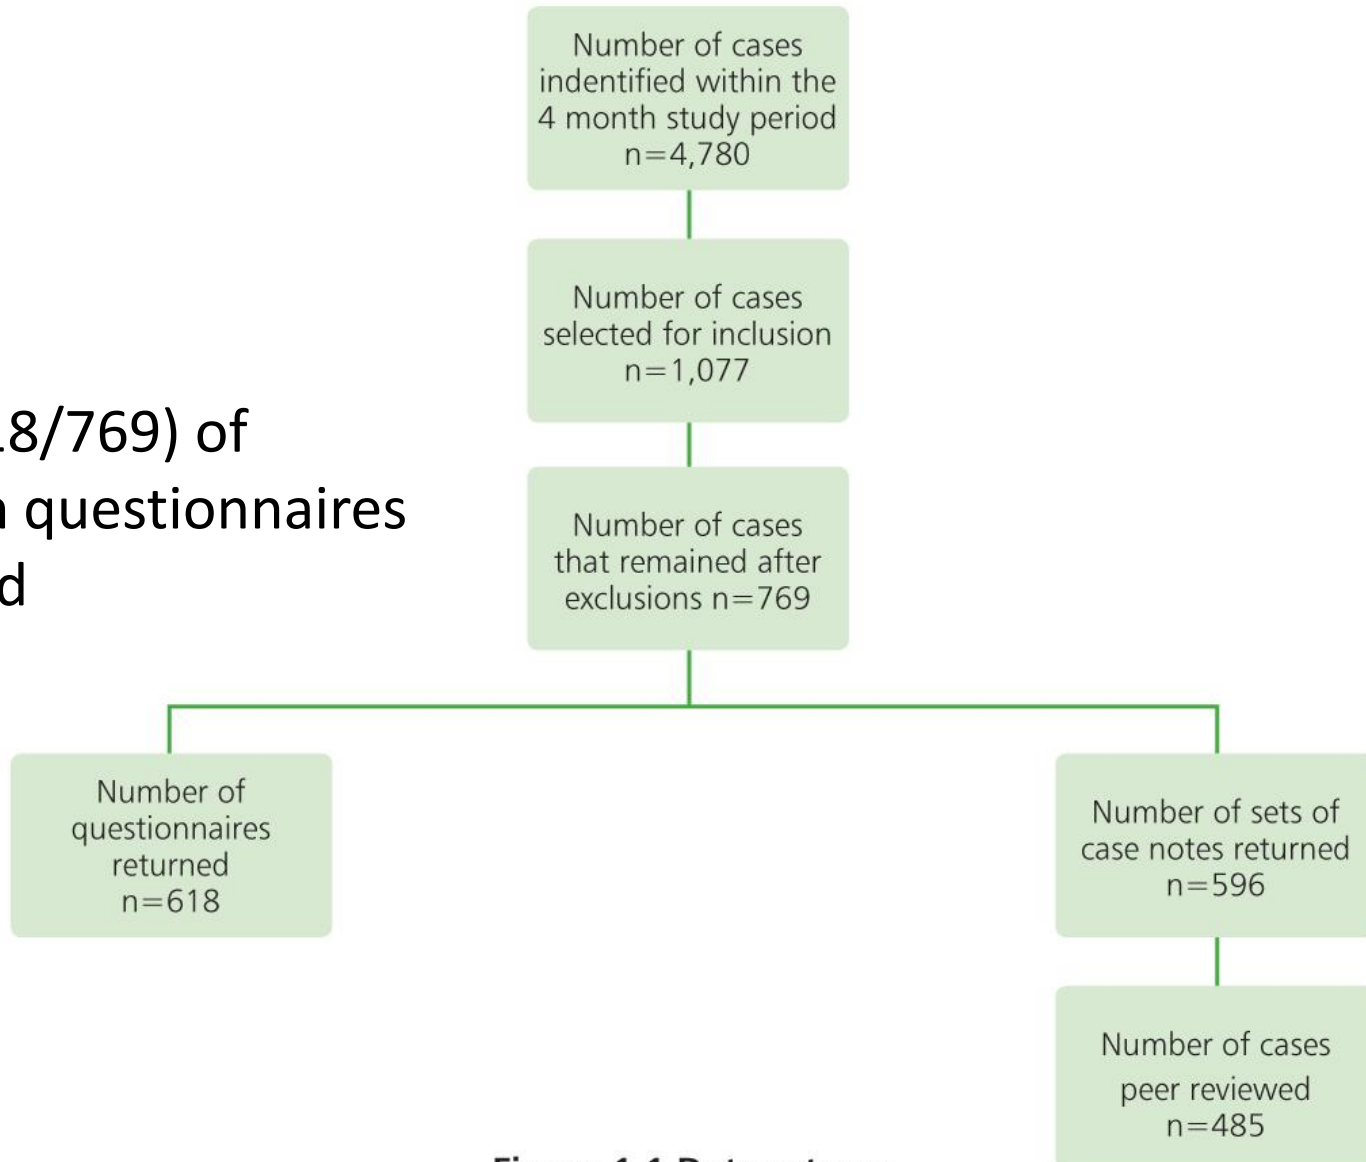 Number of cases
indentified within the
4 month study period
n=4,780
Number of cases
selected for inclusion
n=1,077
8/769) of
questionnaires
Number of cases
that remained after
exclusions n=769
Number of
questionnaires
returned
n=618
Number of sets of
case notes returned
n=596
Number of cases
peer reviewed
n=485